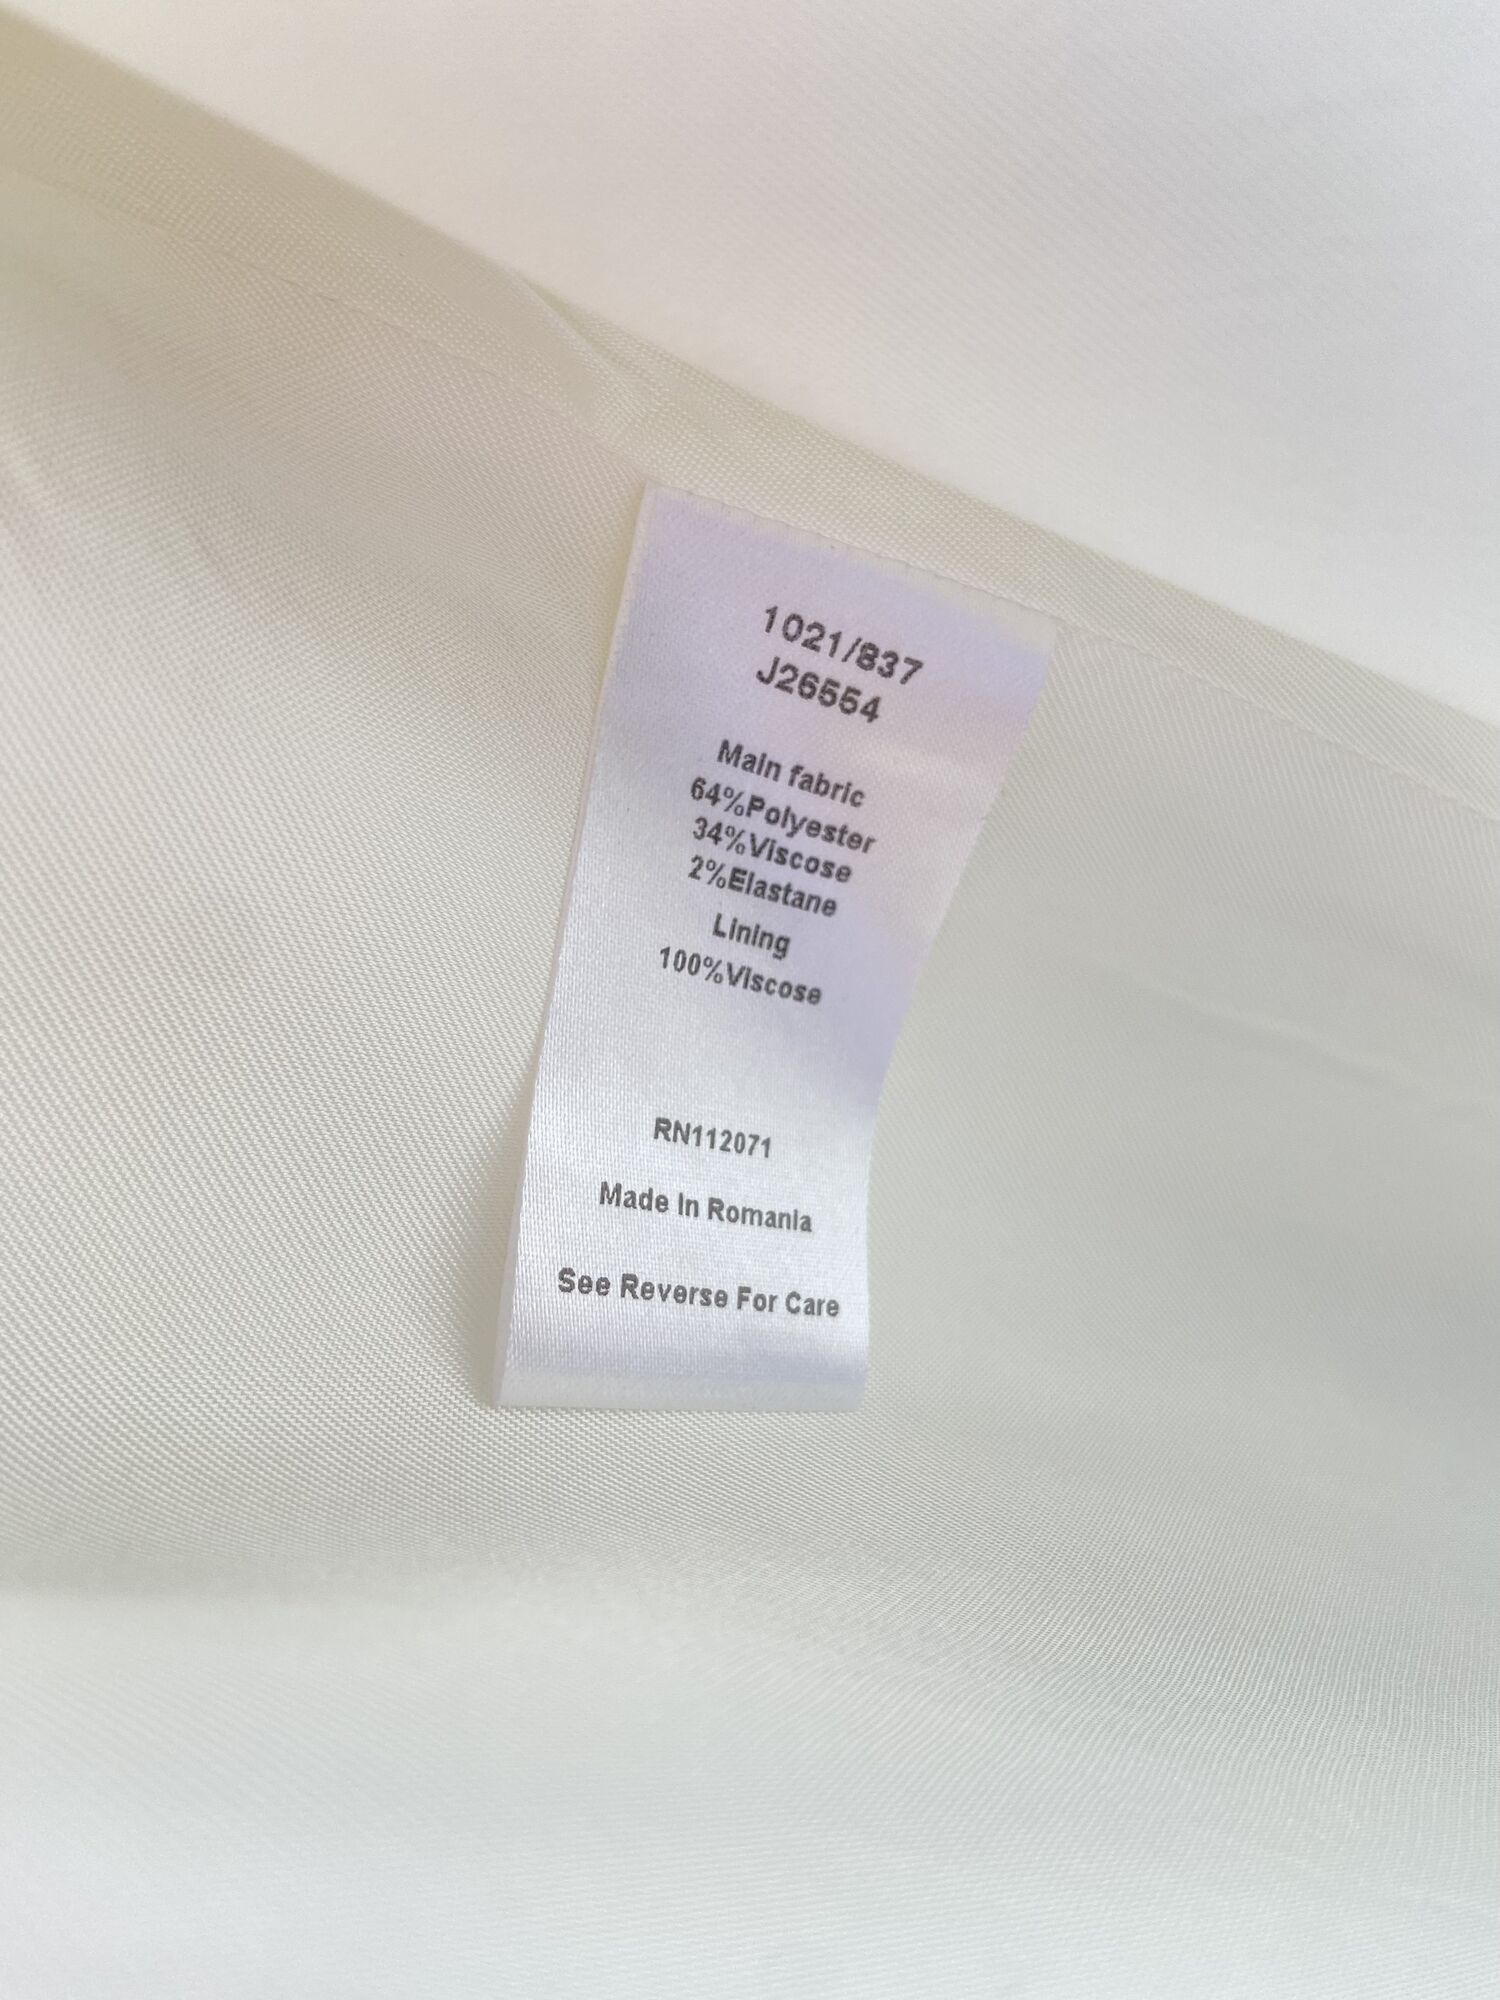 1021/837
J26554
Main fabric
64%Polyester
34%Viscose
2%Elastane
Lining
100%Viscose
RN112071
Made In Romania
See Reverse For Care